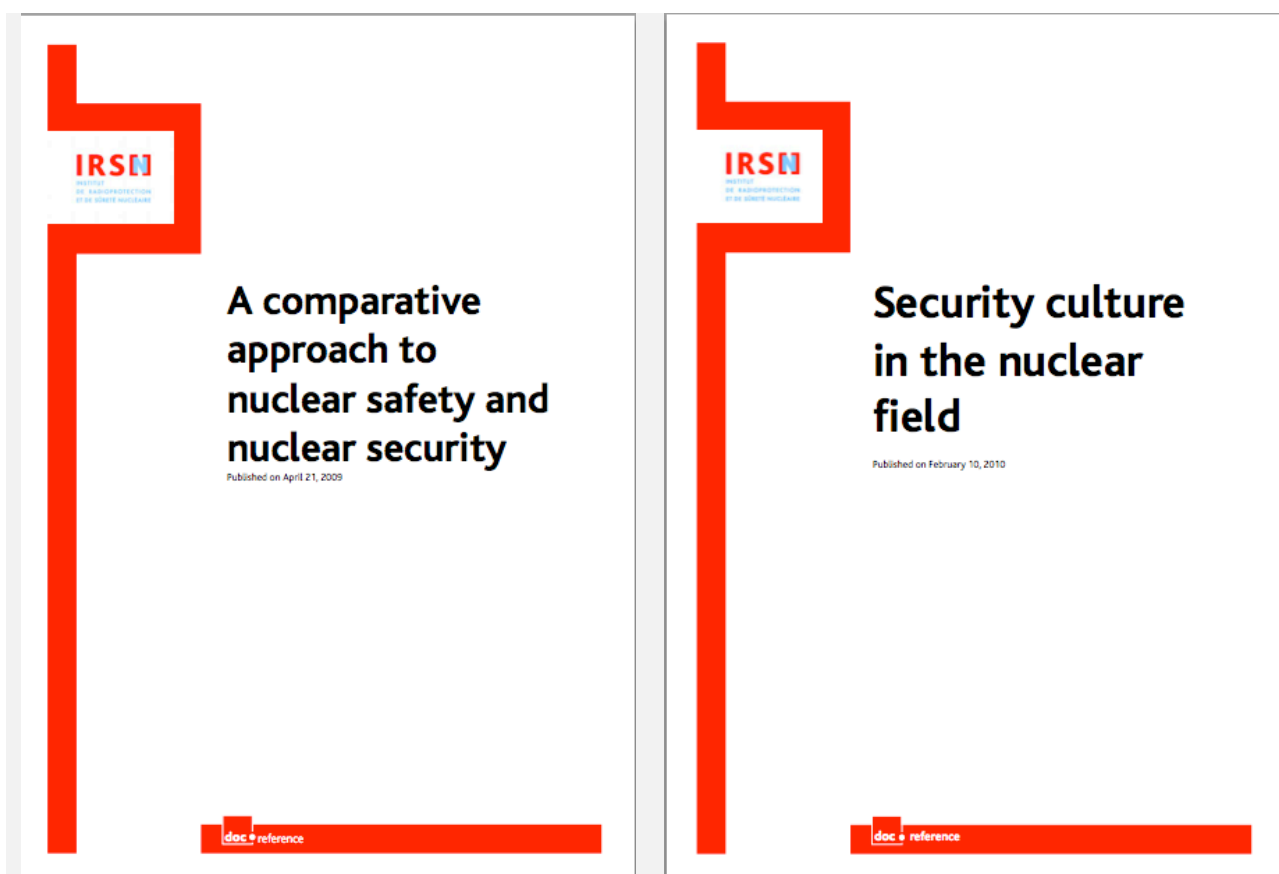 IRSN
INSTITUT
DE RADIOPROTECTION
ET DE SÛRETÉ NUCLÉAIRE
A comparative
approach to
nuclear safety and
nuclear security
Published on April 21, 2009
doc • reference
IRSN
INSTITUT
DE RADIOPROTECTION
ET DE SÛRETÉ NUCLÉAIRE
Security culture
in the nuclear
field
Published on February 10, 2010
doc • reference